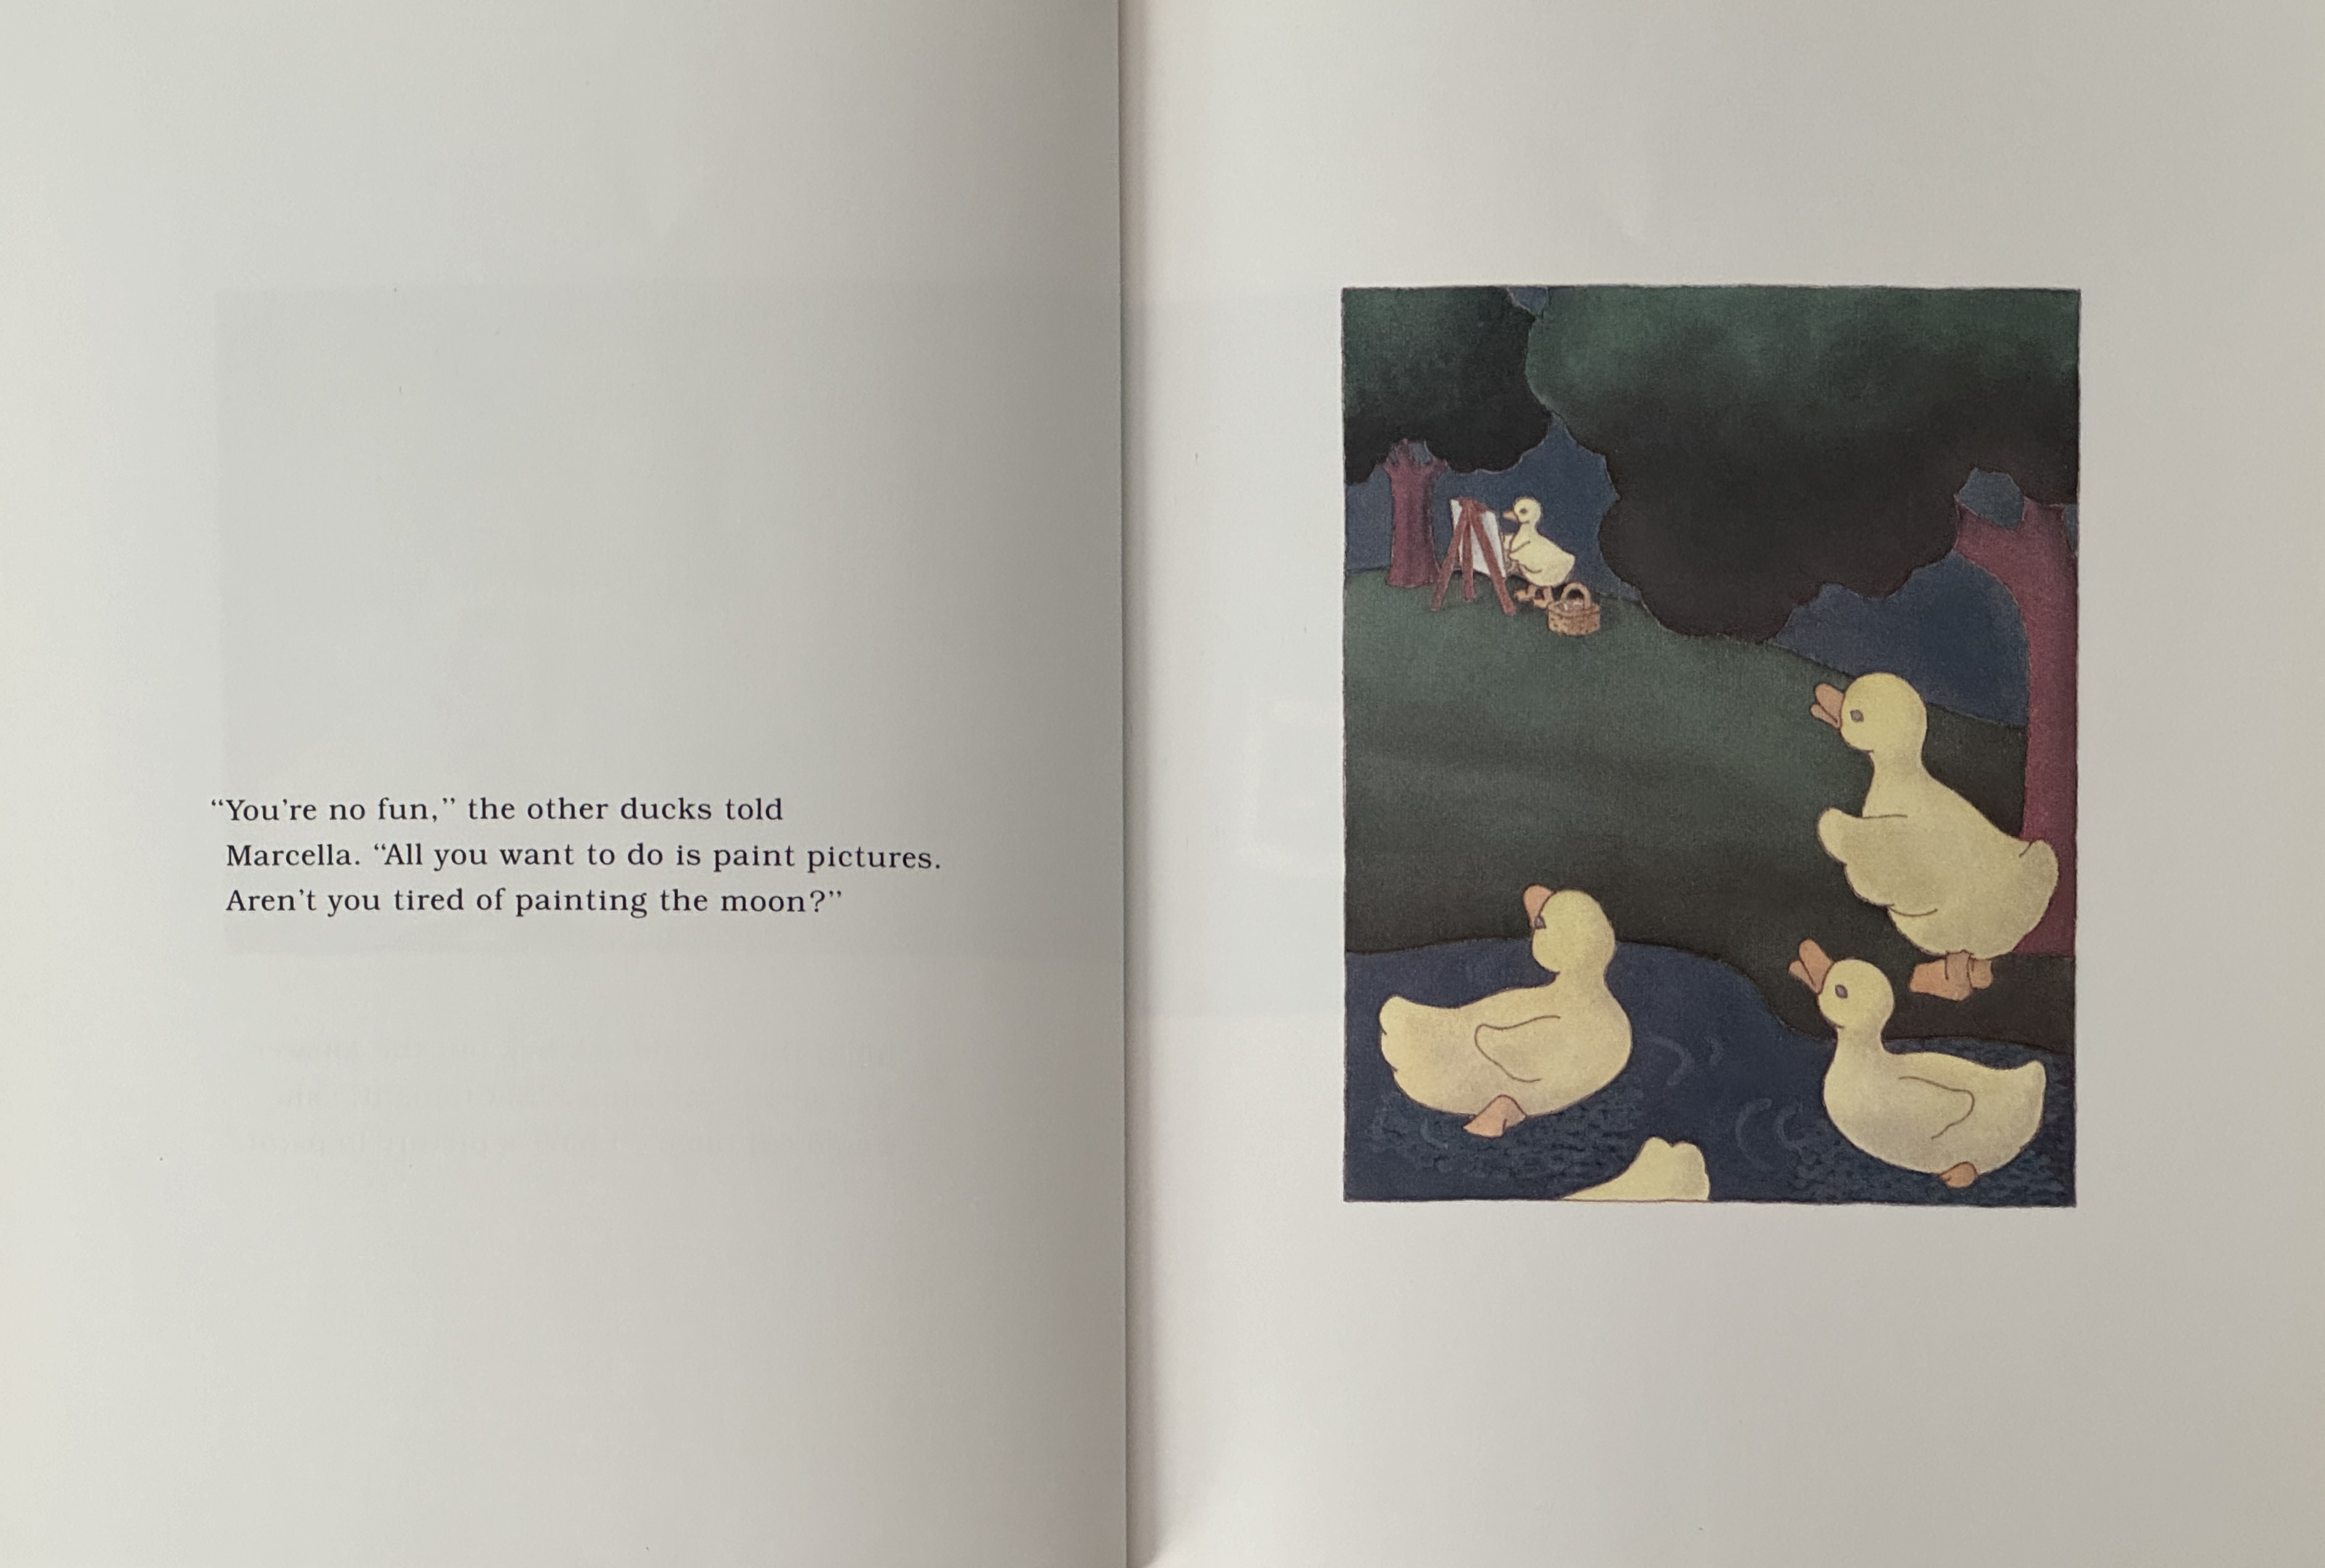 “You’re no fun,” the other ducks told
Marcella. “All you want to do is paint pictures.
Aren’t you tired of painting the moon?”